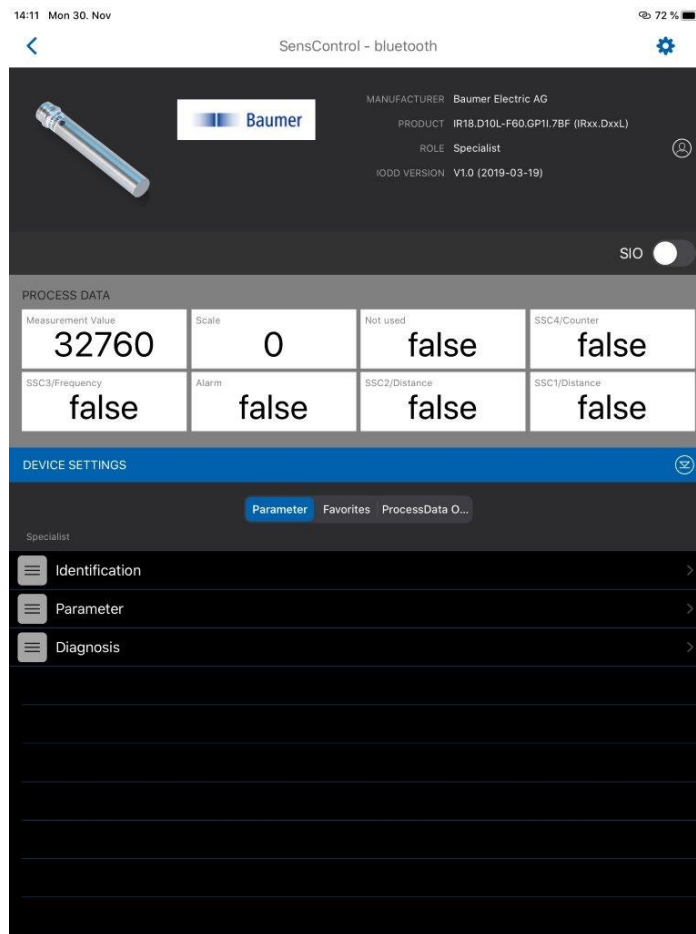 14:11 Mon 30. Nov 72 %
SensControl - bluetooth
Baumer
MANUFACTURER Baumer Electric AG
PRODUCT IR18.D10L-F60.GP1I.7BF (IRxx.DxxL)
ROLE Specialist
IODD VERSION V1.0 (2019-03-19)
SIO
PROCESS DATA
Measurement Value Scale Not used SSC4/Counter
32760 0 false false
SSC3/Frequency Alarm SSC2/Distance SSC1/Distance
false false false false
DEVICE SETTINGS
Parameter Favorites ProcessData O...
Specialist
Identification
Parameter
Diagnosis